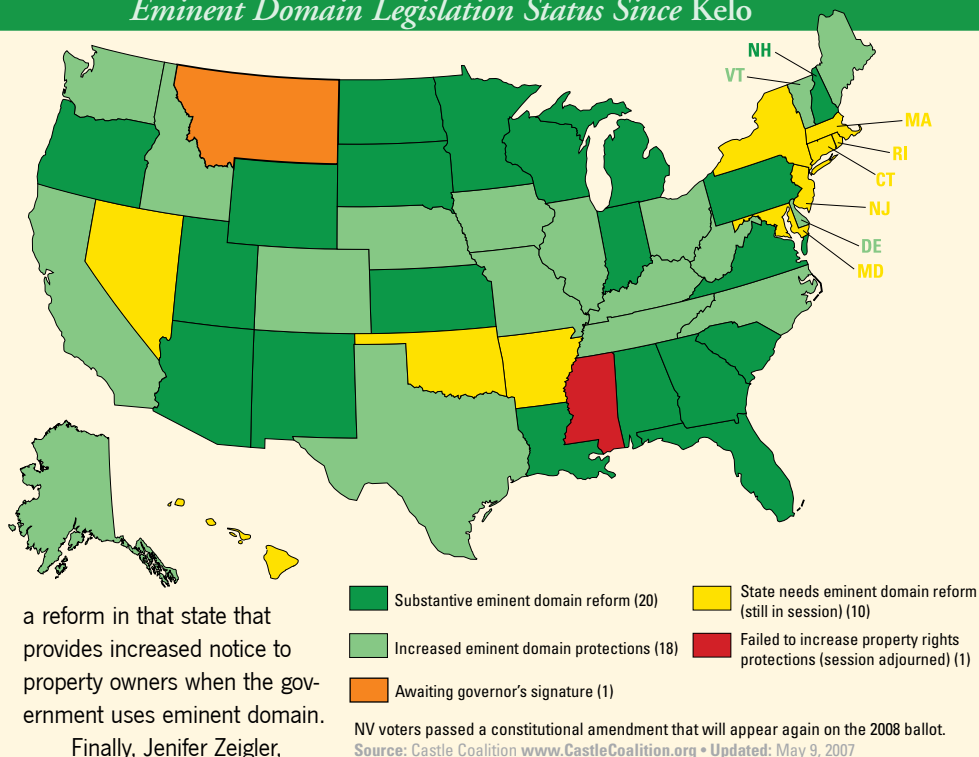 Eminent Domain Legislation Status Since Kelo
NH
VT
MA
RI
CT
NJ
DE
MD
a reform in that state that
provides increased notice to
property owners when the gov-
ernment uses eminent domain.
Finally, Jenifer Zeigler,
Substantive eminent domain reform (20)
Increased eminent domain protections (18)
Awaiting governor's signature (1)
State needs eminent domain reform
(still in session) (10)
Failed to increase property rights
protections (session adjourned) (1)
NV voters passed a constitutional amendment that will appear again on the 2008 ballot.
Source: Castle Coalition www.CastleCoalition.org • Updated: May 9, 2007